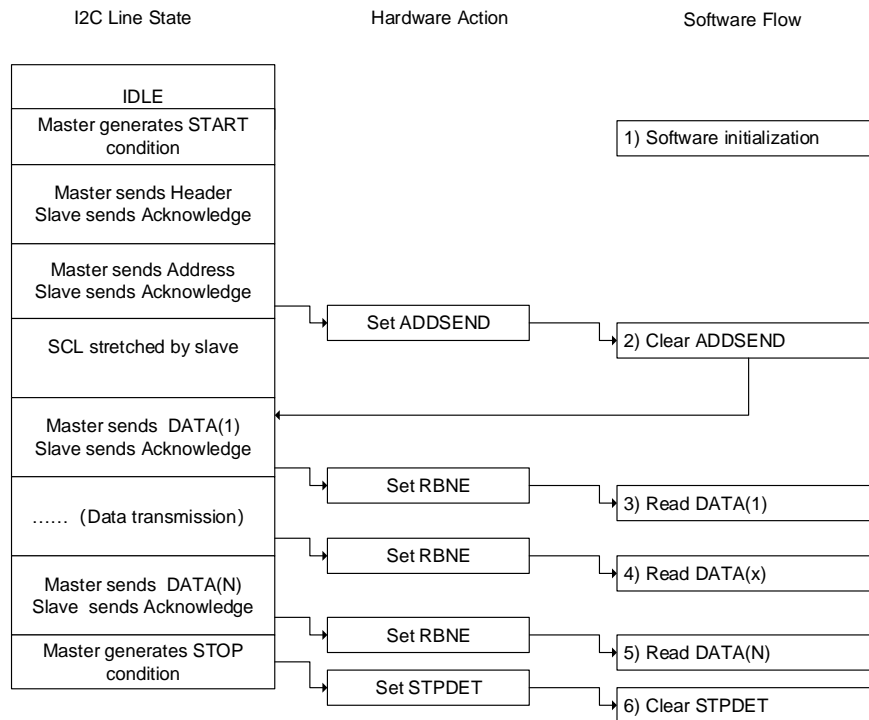 I2C Line State
Hardware Action
Software Flow
IDLE
Master generates START
condition
1) Software initialization
Master sends Header
Slave sends Acknowledge
Master sends Address
Slave sends Acknowledge
Set ADDSEND
2) Clear ADDSEND
SCL stretched by slave
Master sends DATA(1)
Slave sends Acknowledge
Set RBNE
3) Read DATA(1)
…… (Data transmission)
Set RBNE
4) Read DATA(x)
Master sends DATA(N)
Slave sends Acknowledge
Set RBNE
5) Read DATA(N)
Master generates STOP
condition
Set STPDET
6) Clear STPDET